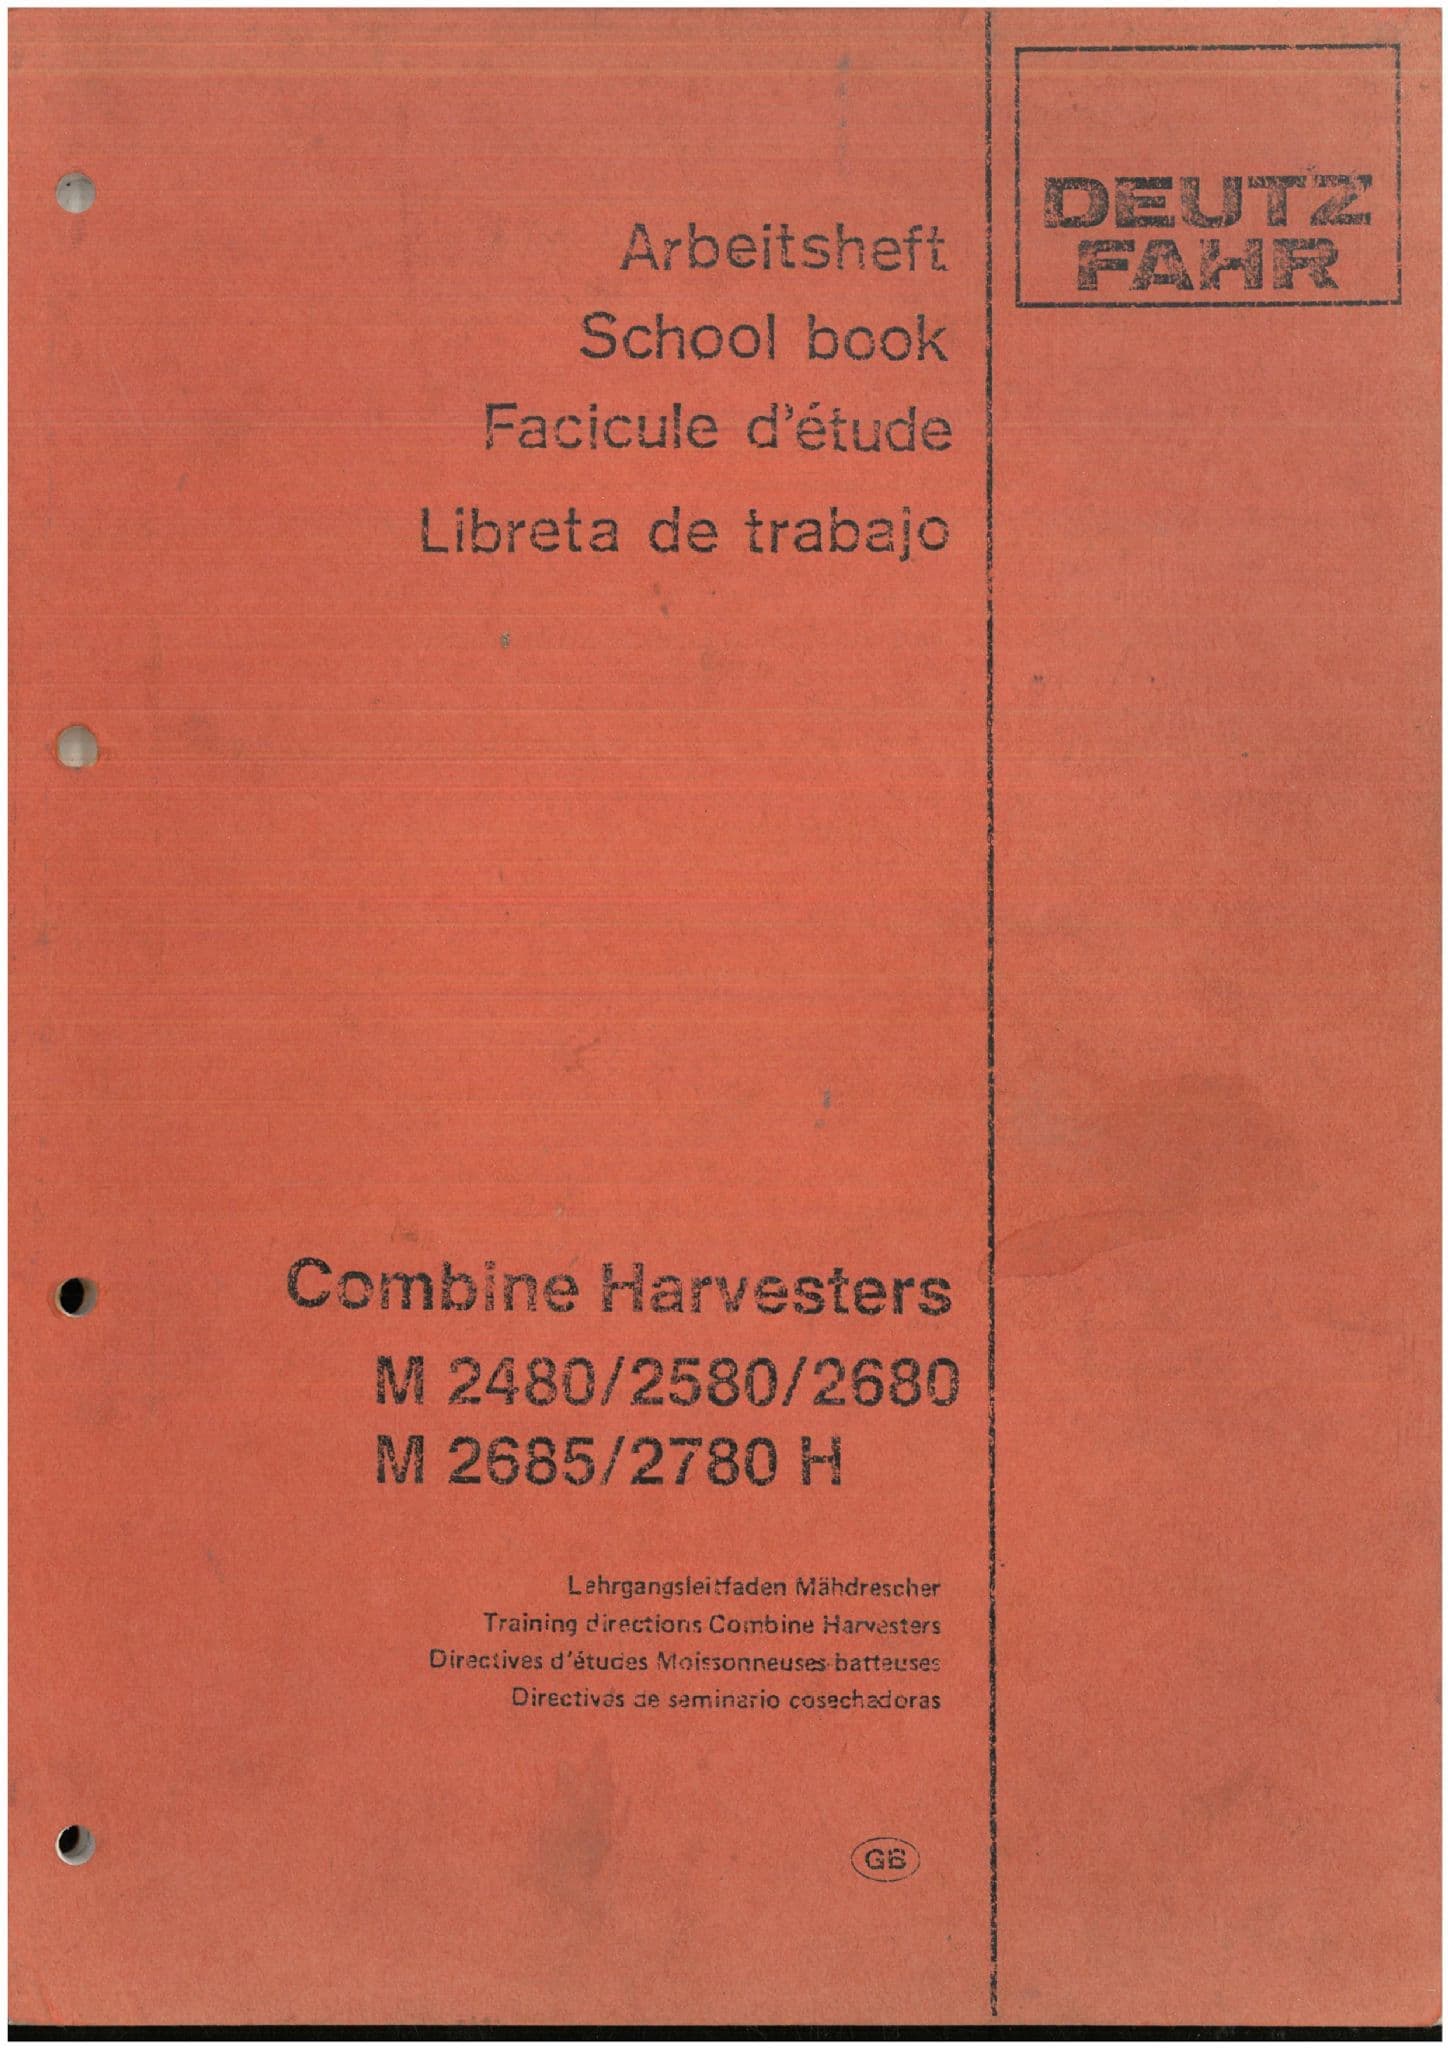 DEUTZ
FAHR
Arbeitsheft
School book
Facicule d'étude
Libreta de trabajo
Combine Harvesters
M 2480/2580/2680
M 2685/2780 H
Lehrgangsleitfaden Mähdrescher
Training directions Combine Harvesters
Directives d'études Moissonneuses-batteuses
Directivas de seminario cosechadoras
GB